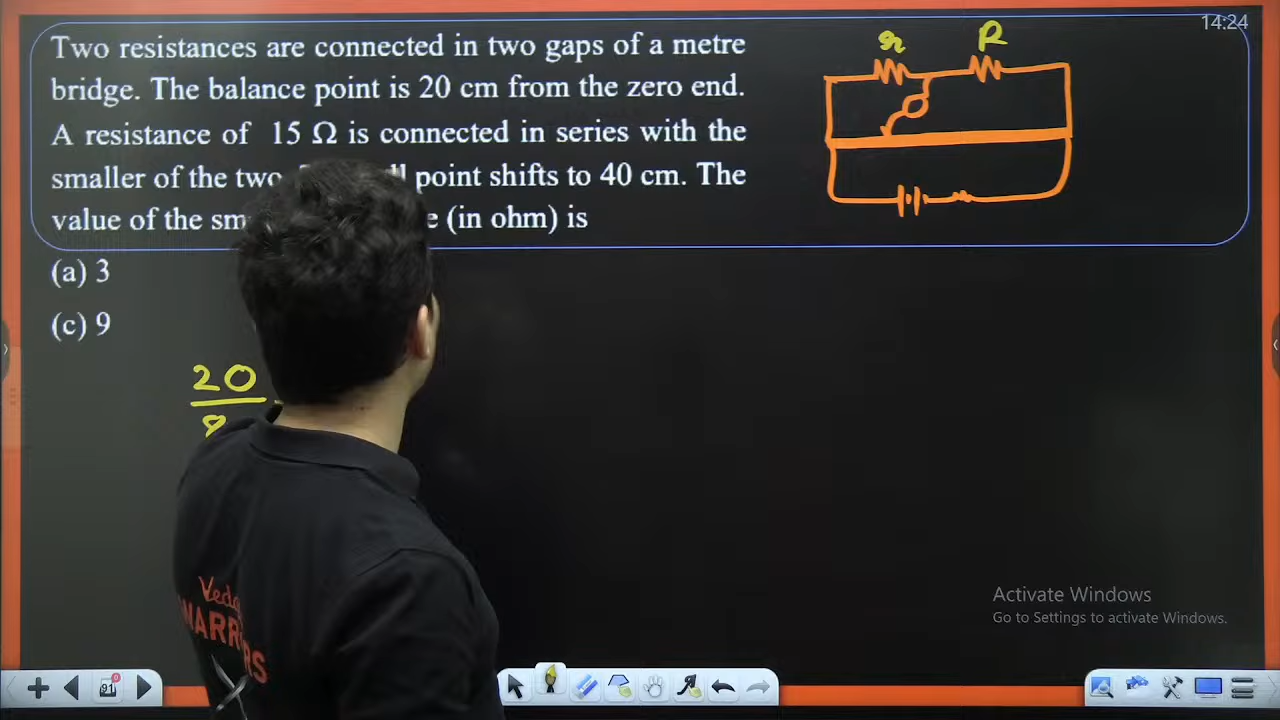 14:24
Two resistances are connected in two gaps of a metre
bridge. The balance point is 20 cm from the zero end.
A resistance of 15 Ω is connected in series with the
smaller of the two point shifts to 40 cm. The
value of the (in ohm) is
r R
(a) 3
(c) 9
20
WARRIORS
Activate Windows
Go to Settings to activate Windows.
91